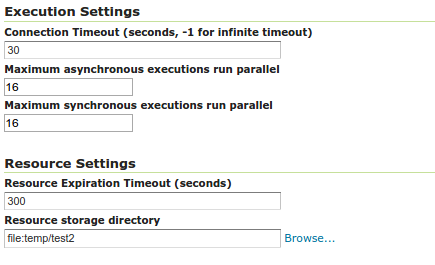 Execution Settings
Connection Timeout (seconds, -1 for infinite timeout)
30
Maximum asynchronous executions run parallel
16
Maximum synchronous executions run parallel
16
Resource Settings
Resource Expiration Timeout (seconds)
300
Resource storage directory
file:temp/test2 Browse...